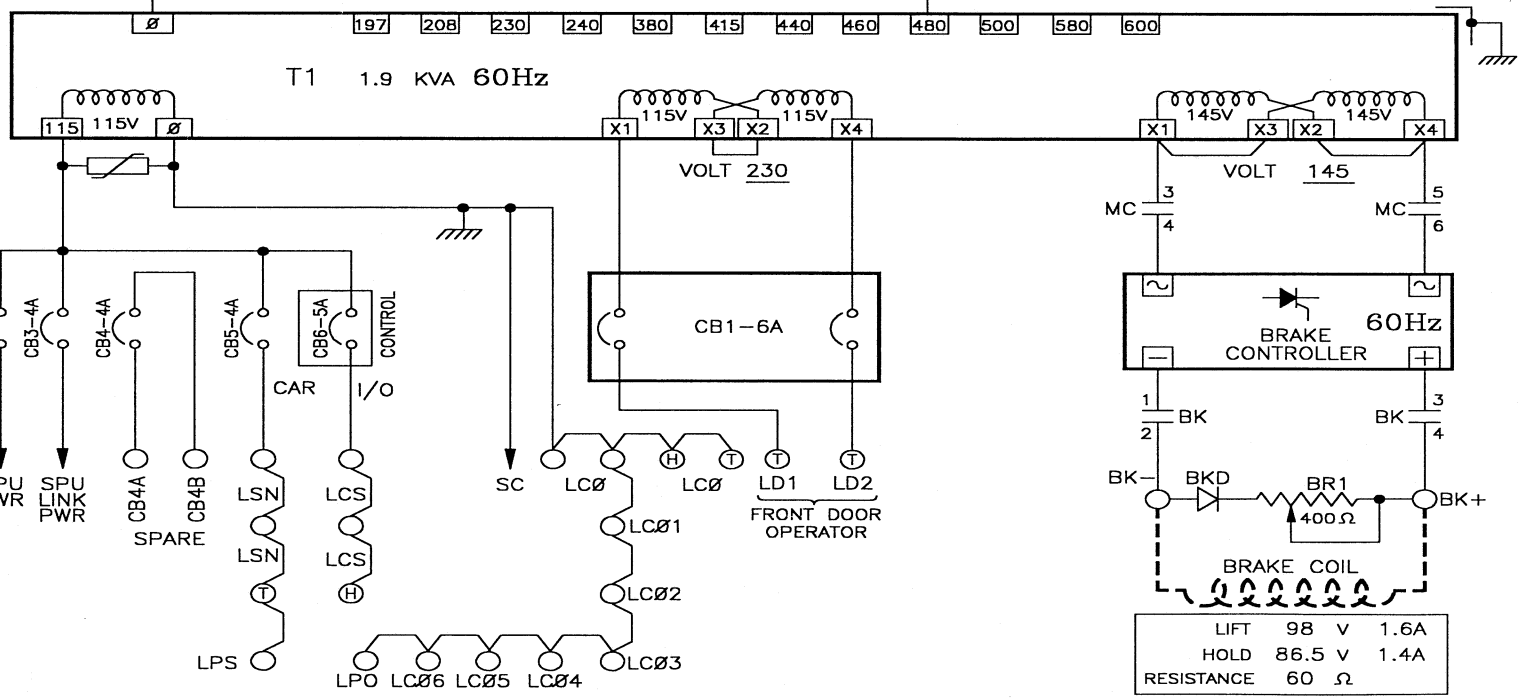 Ø 197 208 230 240 380 415 440 460 480 500 580 600
T1 1.9 KVA 60Hz
115V 115V 115V 145V 145V
115 Ø X1 X3 X2 X4 X1 X3 X2 X4
VOLT 230 VOLT 145
MC 3 4 MC 5 6
CB3-4A CB4-4A CB5-4A CB6-5A CONTROL
CB1-6A
60Hz
BRAKE
CONTROLLER
− +
CAR I/O
1 2 BK BK 3 4
H T T T
PU
WR
SPU
LINK
PWR
CB4A CB4B
SPARE
LSN LCS
LSN LCS
T H
SC LCØ LCØ LD1 LD2
FRONT DOOR
OPERATOR
LCØ1
LCØ2
LPS
LPO LCØ6 LCØ5 LCØ4 LCØ3
BK- BKD BR1 BK+
400Ω
BRAKE COIL
LIFT 98 V 1.6A
HOLD 86.5 V 1.4A
RESISTANCE 60 Ω